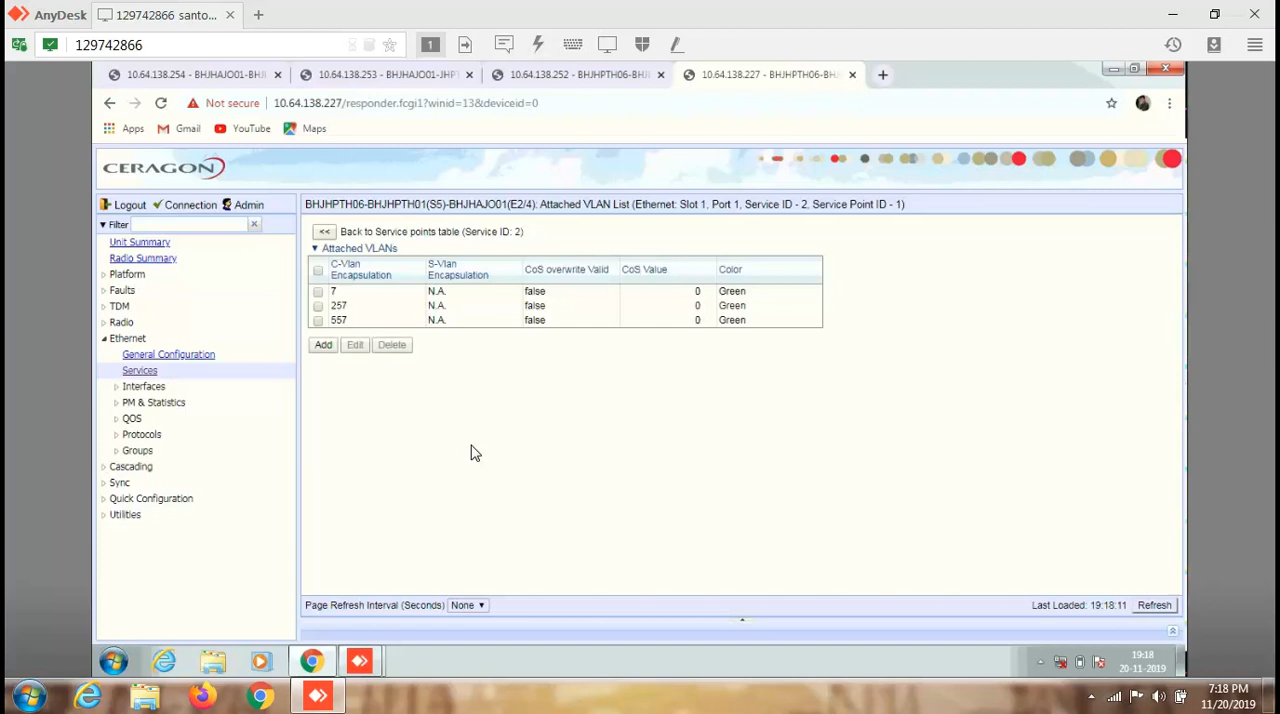 AnyDesk 129742866 santo... +
129742866 1
10.64.138.254 - BHJHAJO01-BHJ 10.64.138.253 - BHJHAJO01-JHP 10.64.138.252 - BHJHPTH06-BHJ 10.64.138.227 - BHJHPTH06-BHJ
Not secure 10.64.138.227/responder.fcgi1?winid=13&deviceid=0
Apps Gmail YouTube Maps
CERAGON
Logout Connection Admin
BHJHPTH06-BHJHPTH01(S5)-BHJHAJO01(E2/4): Attached VLAN List (Ethernet: Slot 1, Port 1, Service ID - 2, Service Point ID - 1)
Filter
Unit Summary
Radio Summary
Platform
Faults
TDM
Radio
Ethernet
General Configuration
Services
Interfaces
PM & Statistics
QOS
Protocols
Groups
Cascading
Sync
Quick Configuration
Utilities
<< Back to Service points table (Service ID: 2)
Attached VLANs
C-Vlan Encapsulation S-Vlan Encapsulation CoS overwrite Valid CoS Value Color
7 N.A. false 0 Green
257 N.A. false 0 Green
557 N.A. false 0 Green
Add Edit Delete
Page Refresh Interval (Seconds) None Last Loaded: 19:18:11 Refresh
19:18
20-11-2019
7:18 PM
11/20/2019